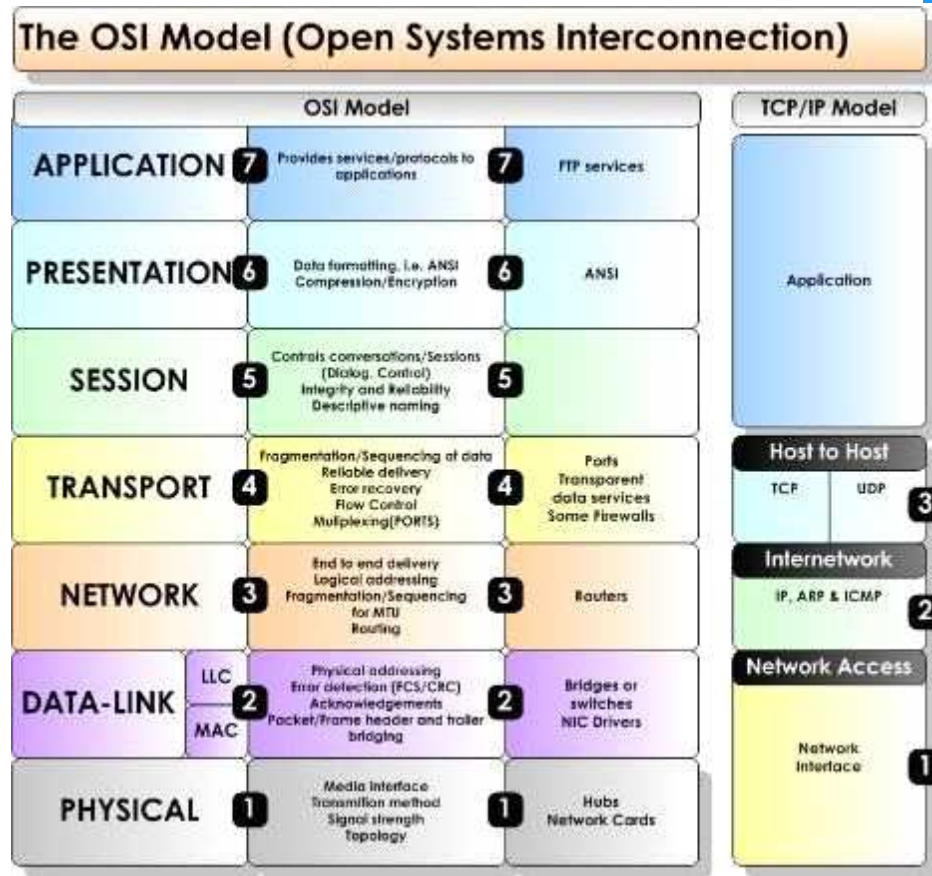 The OSI Model (Open Systems Interconnection)
OSI Model
TCP/IP Model
APPLICATION
7
Provides services/protocols to
applications
7
FTP services
PRESENTATION
6
Data formatting, i.e. ANSI
Compression/Encryption
6
ANSI
SESSION
5
Controls conversations/Sessions
(Dialog. Control)
Integrity and Reliability
Descriptive naming
5
TRANSPORT
4
Fragmentation/Sequencing of data
Reliable delivery
Error recovery
Flow Control
Muliplexing(PORTS)
4
Ports
Transparent
data services
Some Firewalls
NETWORK
3
End to end delivery
Logical addressing
Fragmentation/Sequencing
for MTU
Routing
3
Routers
DATA-LINK
LLC
MAC
2
Physical addressing
Error detection (FCS/CRC)
Acknowledgements
Packet/Frame header and trailer
bridging
2
Bridges or
switches
NIC Drivers
PHYSICAL
1
Media Interface
Transmition method
Signal strength
Topology
1
Hubs
Network Cards
Application
Host to Host
TCP
UDP
3
Internetwork
IP, ARP & ICMP
2
Network Access
Network
Interface
1